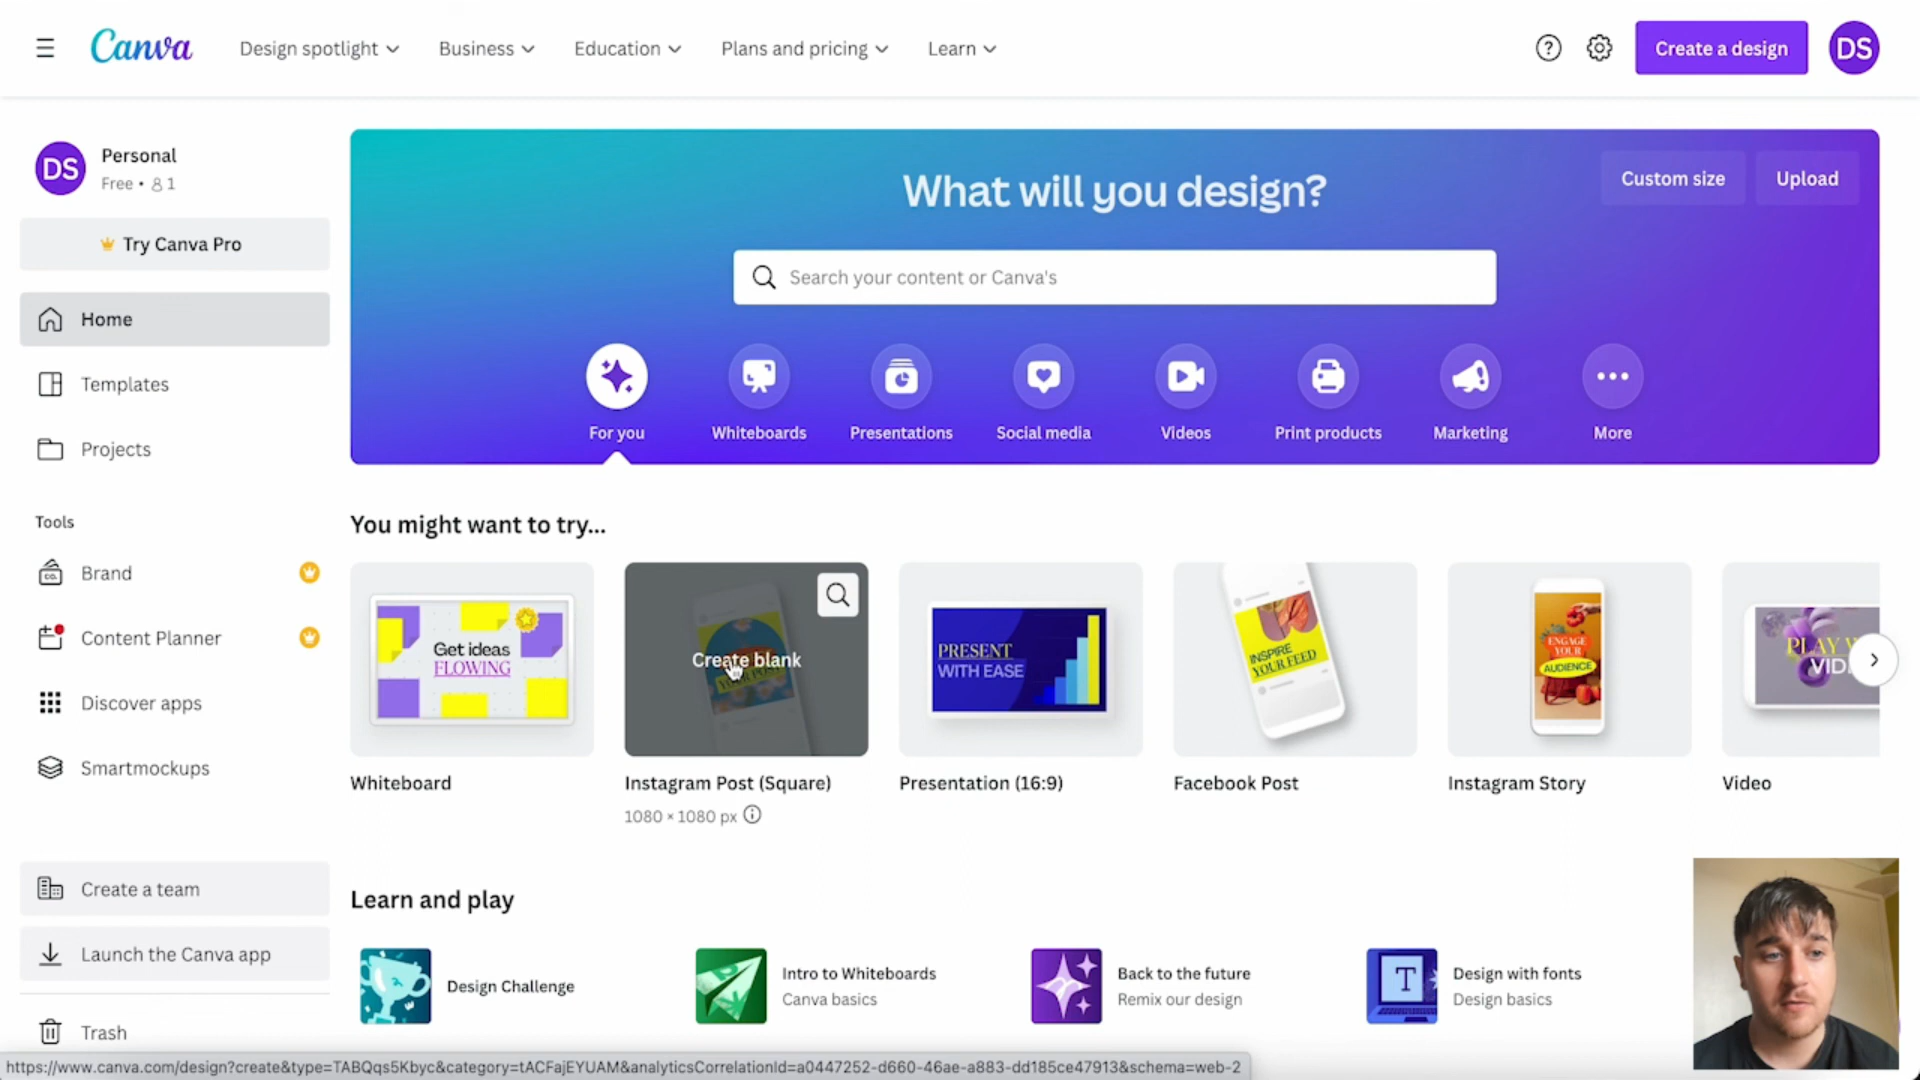 Canva
Design spotlight
Business
Education
Plans and pricing
Learn
?
Create a design
DS
DS
Personal
Free • 1
Try Canva Pro
Home
Templates
Projects
Tools
CO.
Brand
Content Planner
Discover apps
Smartmockups
Create a team
Launch the Canva app
Trash
What will you design?
Custom size
Upload
Search your content or Canva's
For you
Whiteboards
Presentations
Social media
Videos
Print products
Marketing
More
You might want to try...
Get ideas
FLOWING
Whiteboard
Create blank
Instagram Post (Square)
1080 × 1080 px
PRESENT
WITH EASE
Presentation (16:9)
INSPIRE
YOUR FEED
Facebook Post
ENGAGE
YOUR
AUDIENCE
Instagram Story
Video
Learn and play
Design Challenge
Intro to Whiteboards
Canva basics
Back to the future
Remix our design
T
Design with fonts
Design basics
https://www.canva.com/design?create&type=TABQqs5Kbyc&category=tACFajEYUAM&analyticsCorrelationId=a0447252-d660-46ae-a883-dd185ce47913&schema=web-2